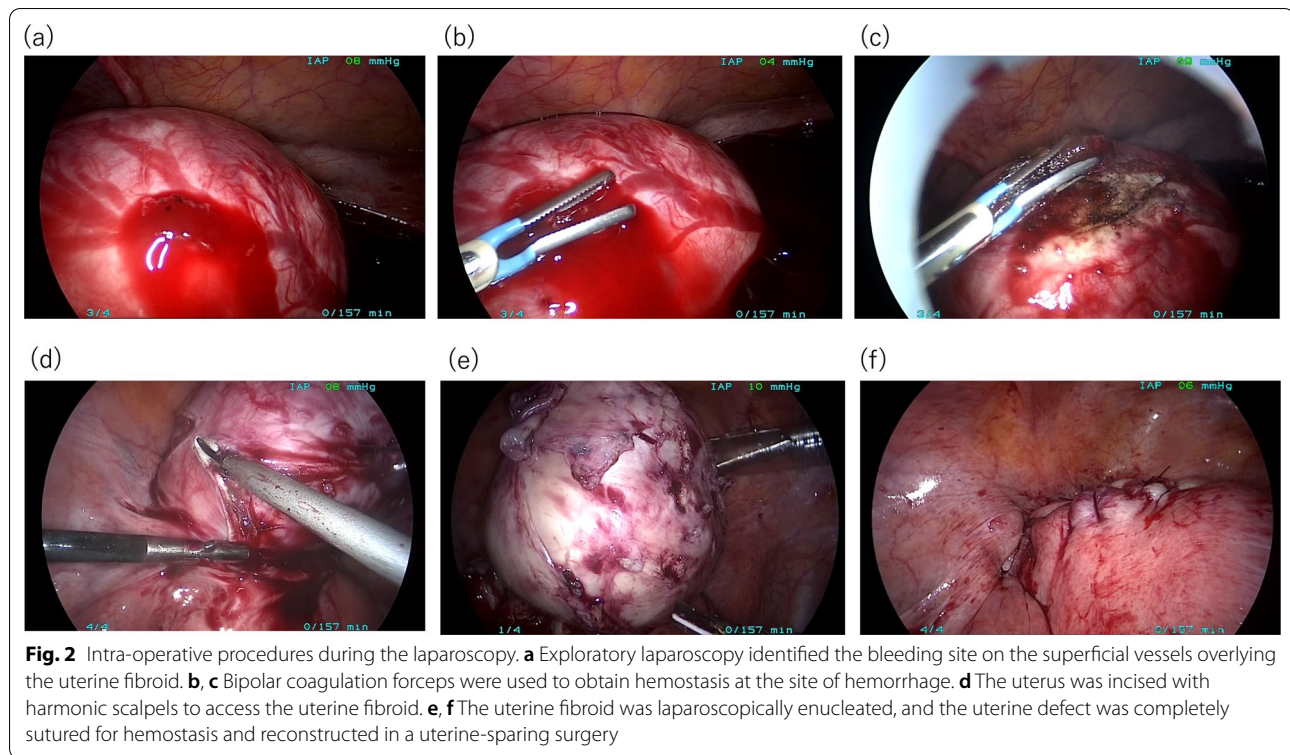 (a)
(b)
(c)
IAP 08 mmHg
IAP 04 mmHg
IAP 09 mmHg
3/4
0/157 min
3/4
0/157 min
3/4
0/157 min
(d)
(e)
(f)
IAP 08 mmHg
IAP 10 mmHg
IAP 06 mmHg
4/4
0/157 min
1/4
0/157 min
4/4
0/157 min
Fig. 2 Intra-operative procedures during the laparoscopy. a Exploratory laparoscopy identified the bleeding site on the superficial vessels overlying
the uterine fibroid. b, c Bipolar coagulation forceps were used to obtain hemostasis at the site of hemorrhage. d The uterus was incised with
harmonic scalpels to access the uterine fibroid. e, f The uterine fibroid was laparoscopically enucleated, and the uterine defect was completely
sutured for hemostasis and reconstructed in a uterine-sparing surgery